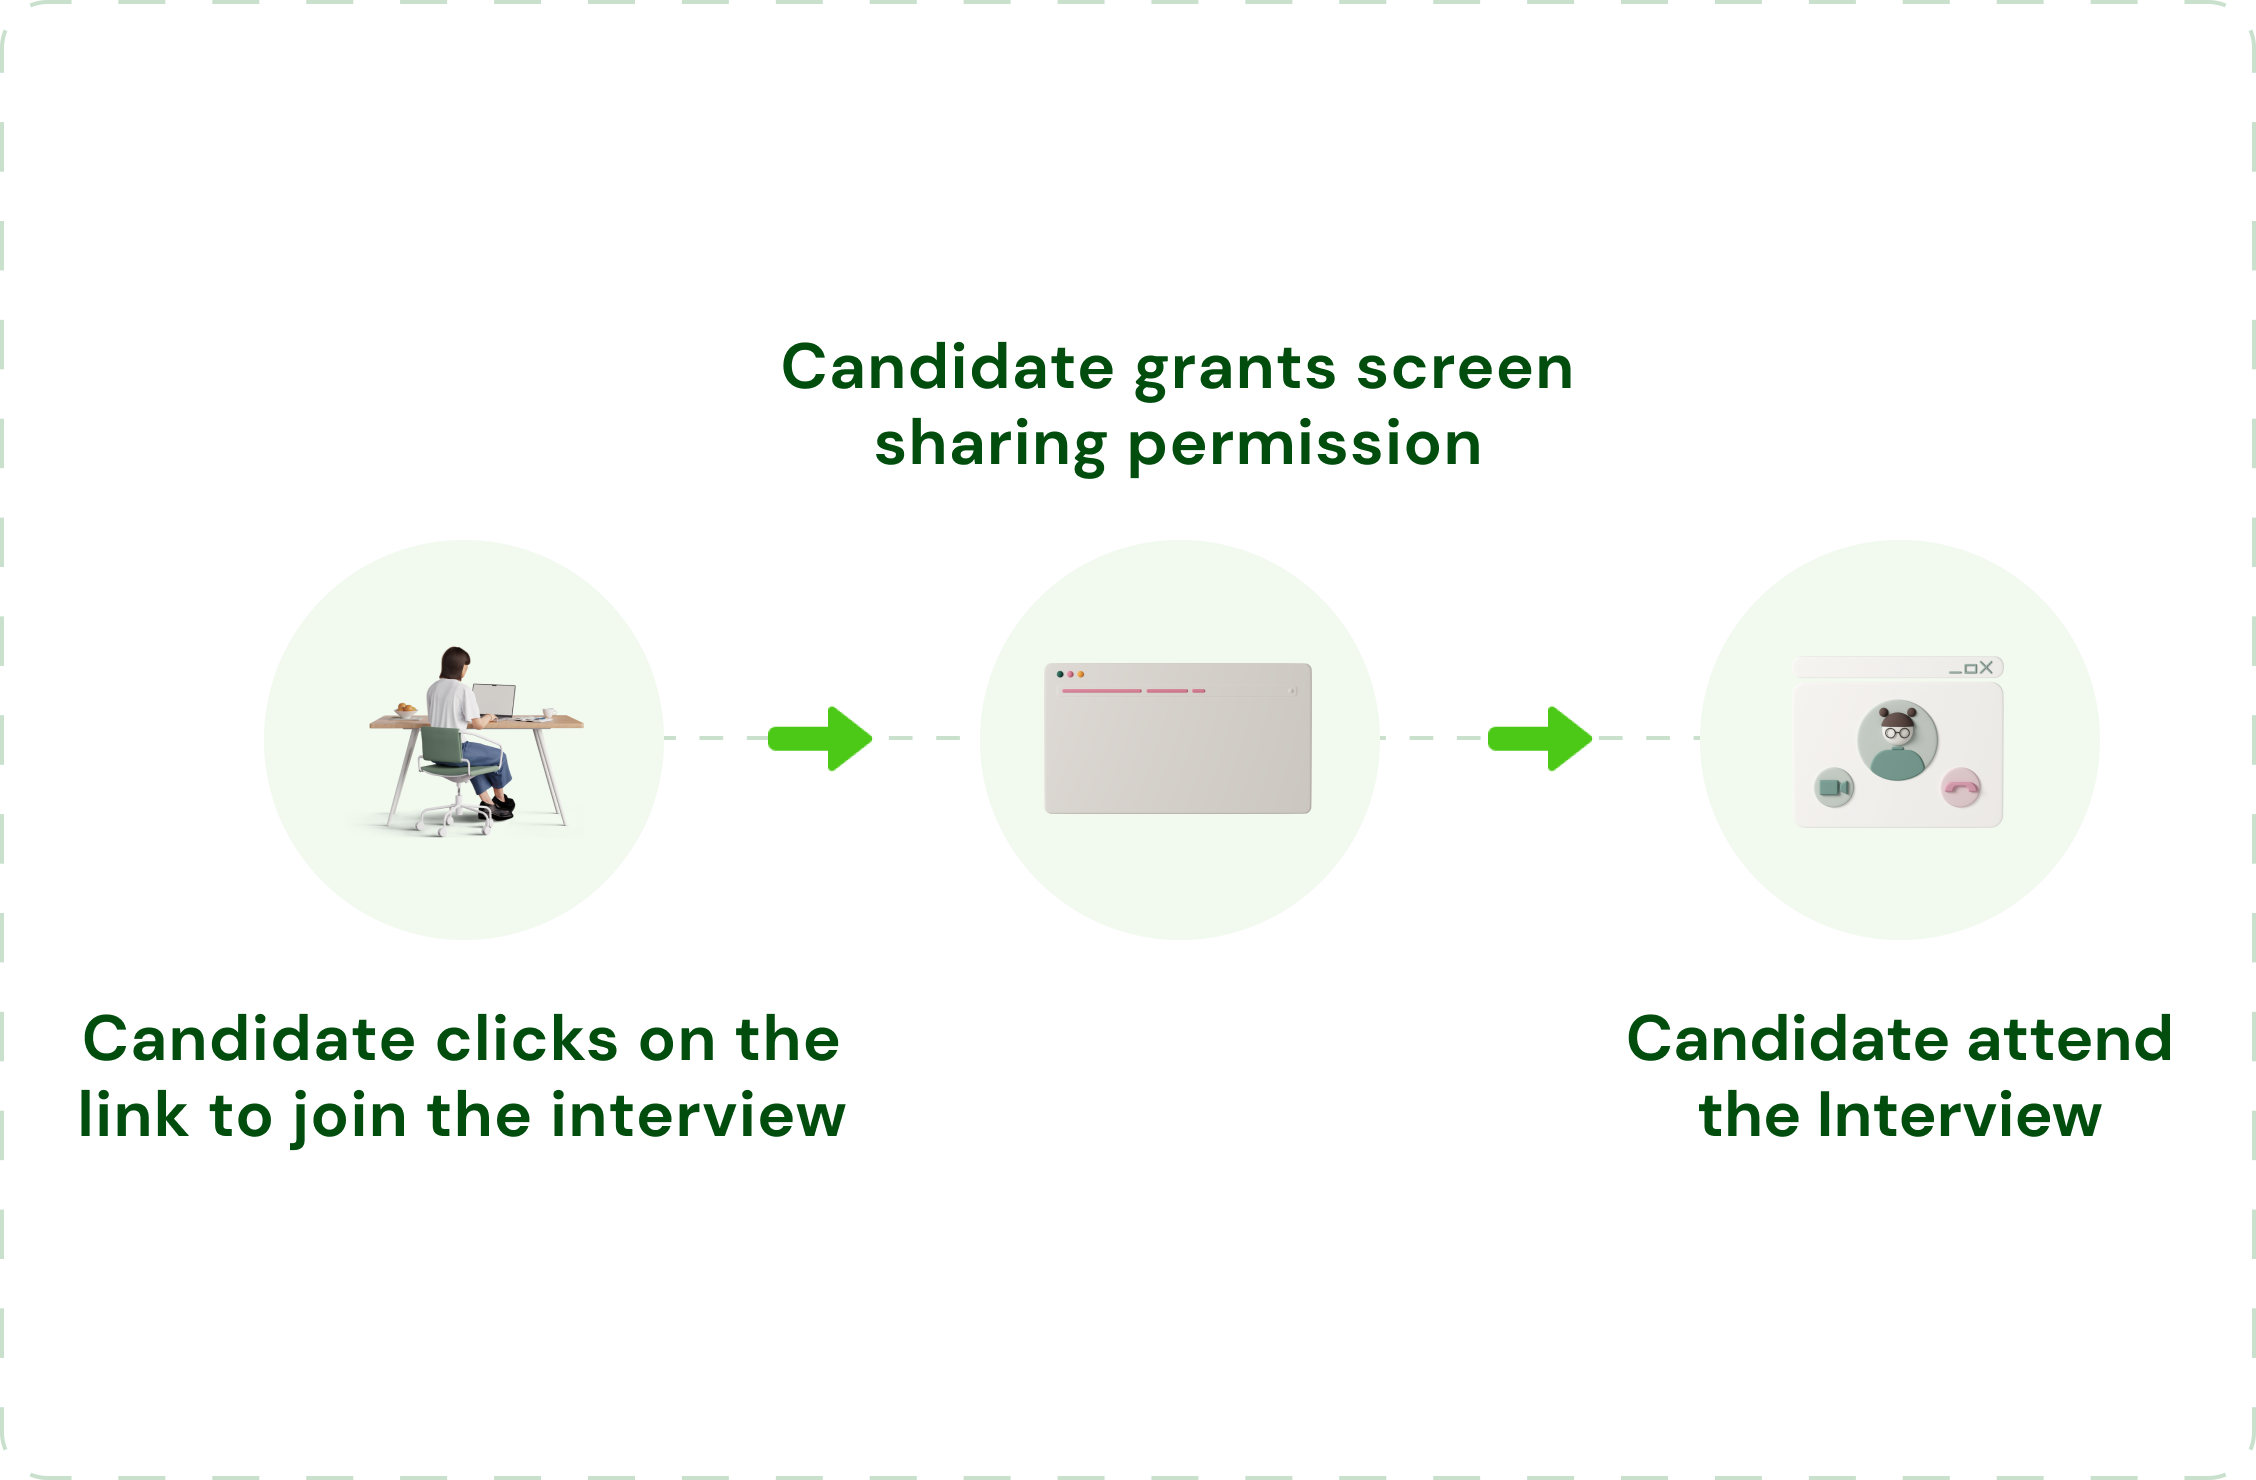 Candidate grants screen
sharing permission
Candidate clicks on the
link to join the interview
Candidate attend
the Interview